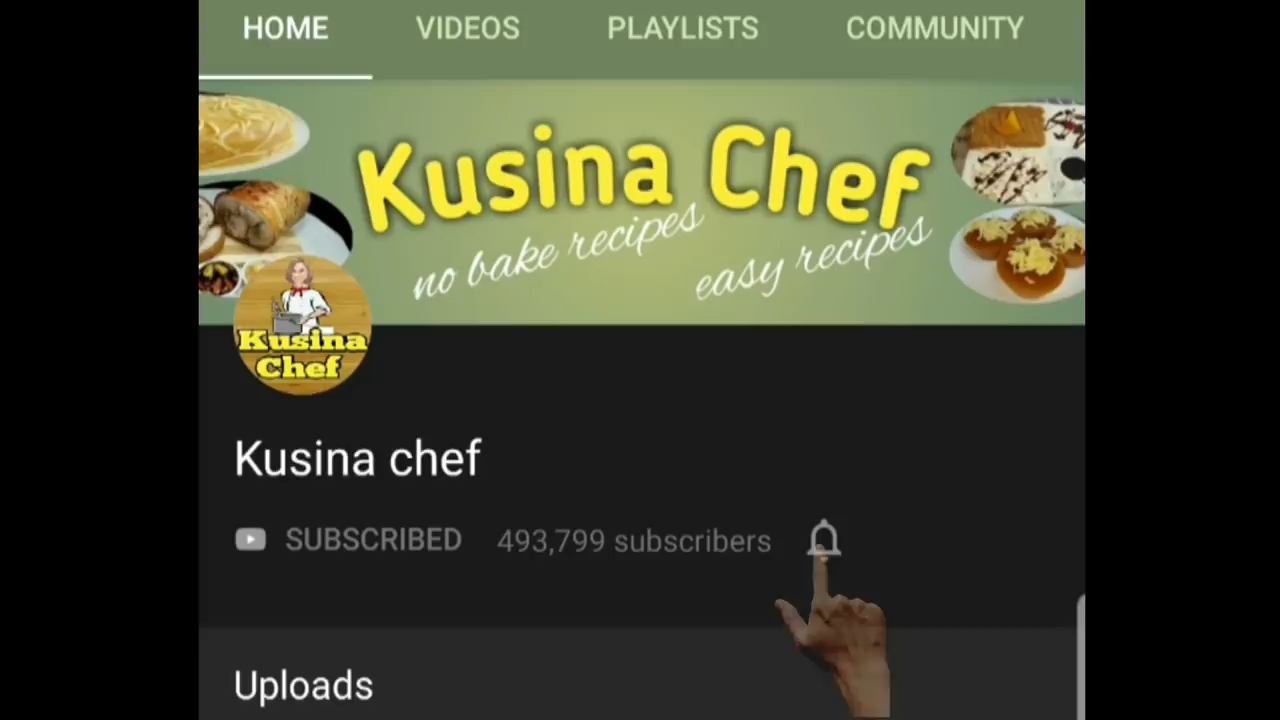 HOME VIDEOS PLAYLISTS COMMUNITY
Kusina Chef
no bake recipes
easy recipes
Kusina
Chef
Kusina chef
SUBSCRIBED 493,799 subscribers
Uploads